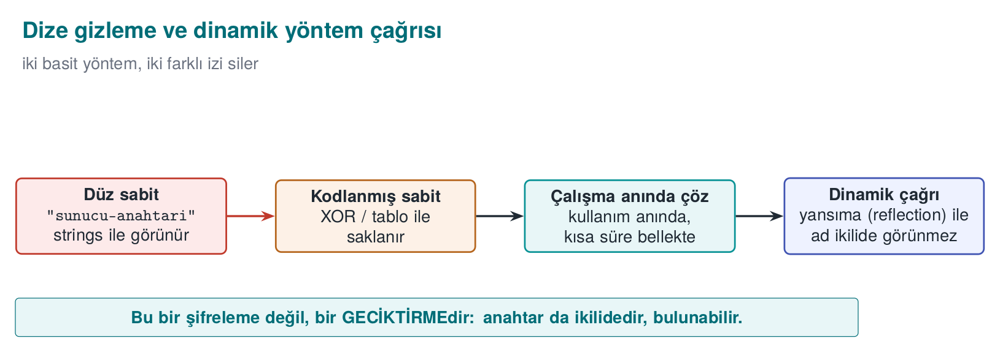 Dize gizleme ve dinamik yöntem çağrısı
iki basit yöntem, iki farklı izi siler
Düz sabit
"sunucu-anahtari"
strings ile görünür
Kodlanmış sabit
XOR / tablo ile
saklanır
Çalışma anında çöz
kullanım anında,
kısa süre bellekte
Dinamik çağrı
yansıma (reflection) ile
ad ikilide görünmez
Bu bir şifreleme değil, bir GECİKTİRMEdir: anahtar da ikilidedir, bulunabilir.